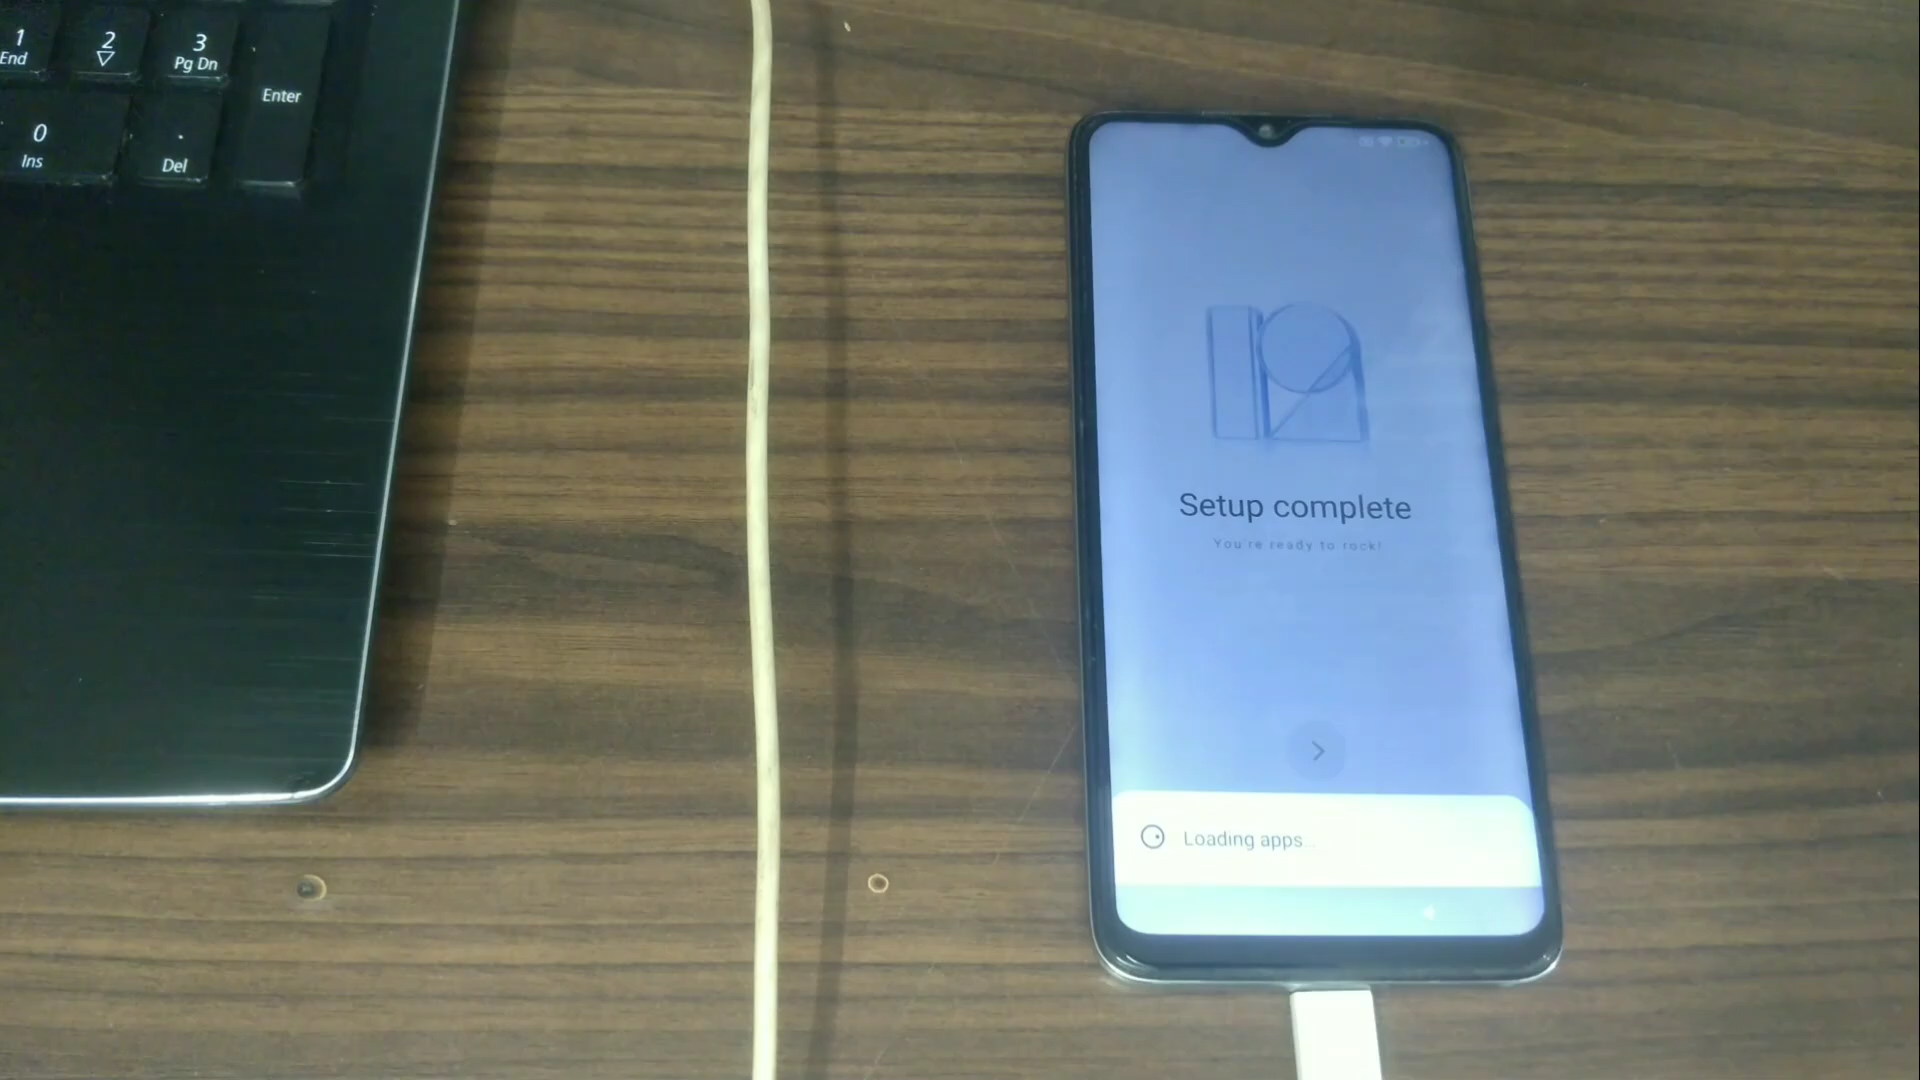 1
End
2
3
Pg Dn
Enter
0
Ins
.
Del
12
Setup complete
You're ready to rock!
Loading apps...